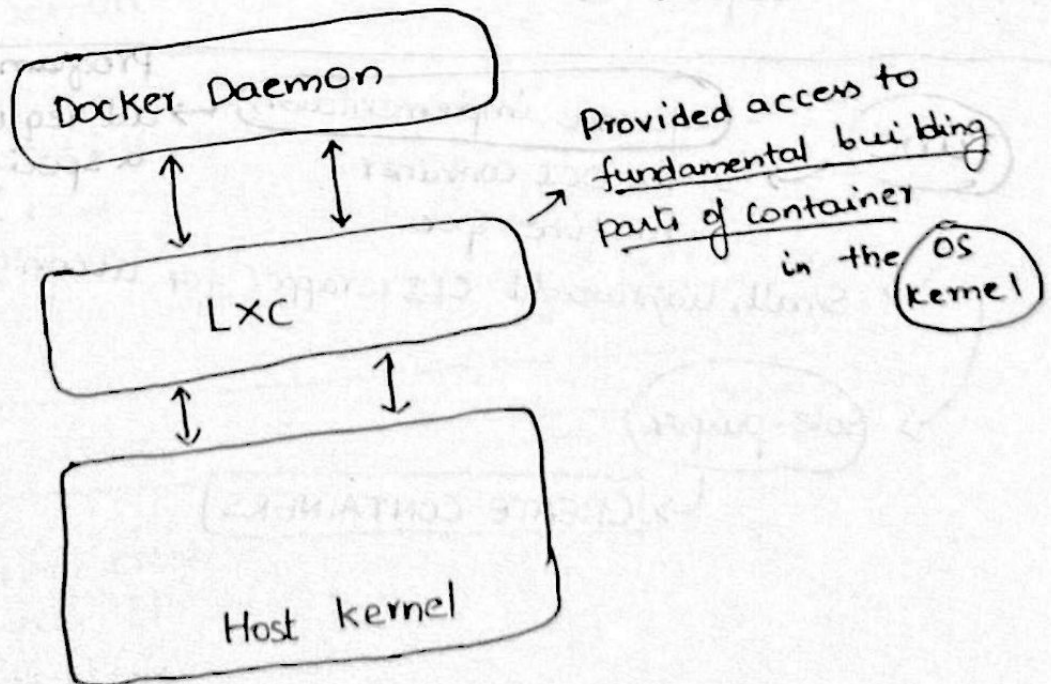 Docker Daemon
Provided access to
fundamental building
parts of container
in the OS
kernel
LXC
Host kernel